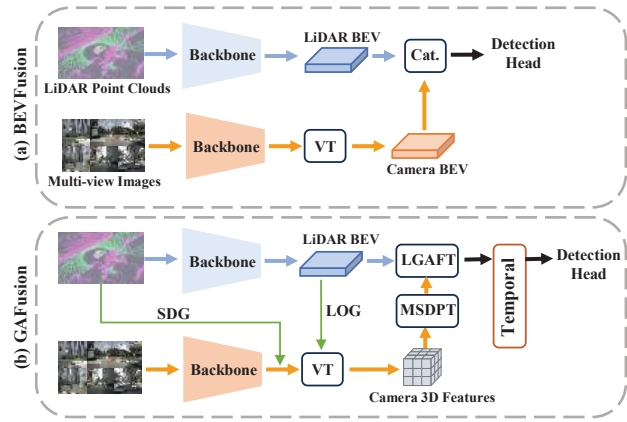 (a) BEVFusion
LiDAR Point Clouds
Backbone
LiDAR BEV
Cat.
Detection
Head
Multi-view Images
Backbone
VT
Camera BEV
(b) GAFusion
Backbone
LiDAR BEV
LGAFT
Temporal
Detection
Head
SDG
LOG
MSDPT
Backbone
VT
Camera 3D Features